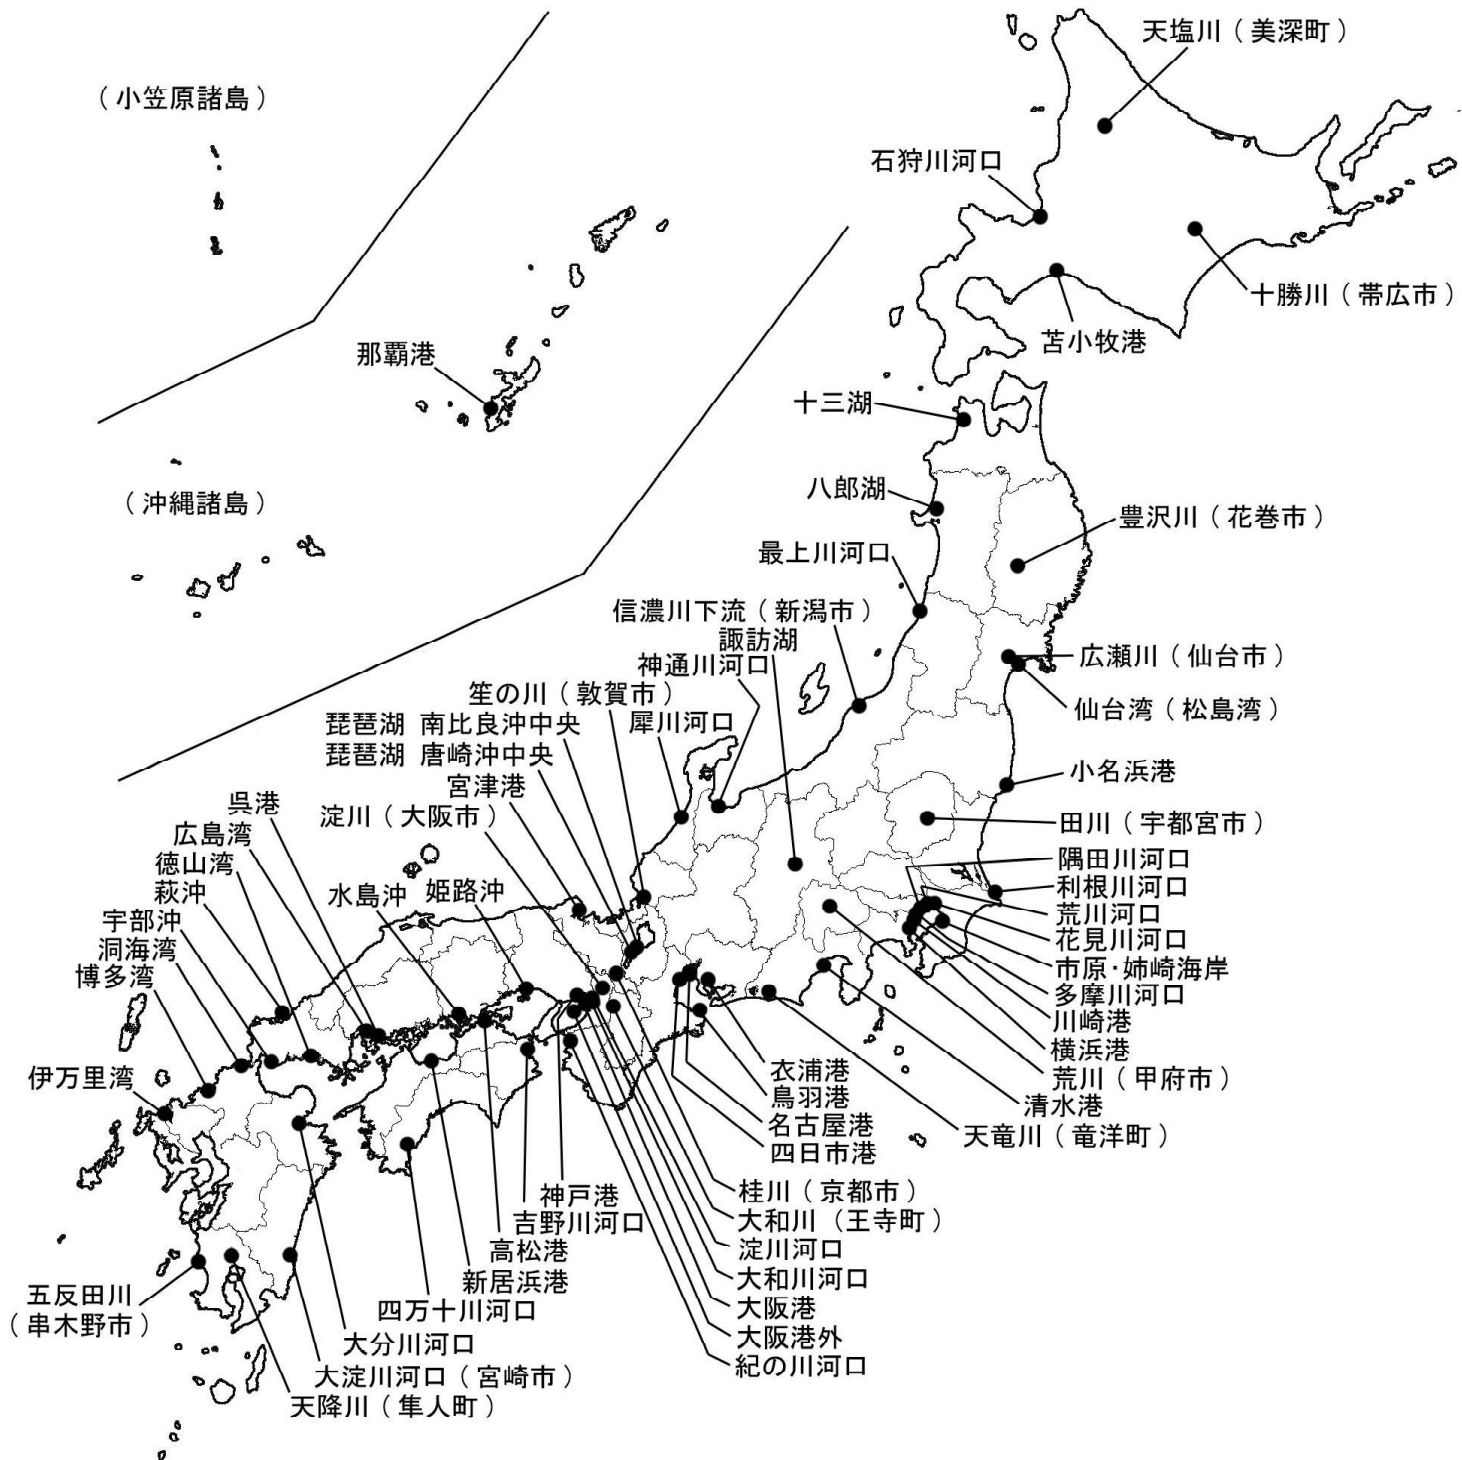 天塩川（美深町）
（小笠原諸島）
石狩川河口
十勝川（帯広市）
苫小牧港
那覇港
十三湖
八郎湖
（沖縄諸島）
豊沢川（花巻市）
最上川河口
信濃川下流（新潟市）
諏訪湖
神通川河口
広瀬川（仙台市）
笙の川（敦賀市）
仙台湾（松島湾）
琵琶湖 南比良沖中央
犀川河口
琵琶湖 唐崎沖中央
小名浜港
宮津港
呉港
淀川（大阪市）
田川（宇都宮市）
広島湾
隅田川河口
徳山湾
利根川河口
萩沖
水島沖
姫路沖
荒川河口
宇部沖
花見川河口
洞海湾
市原･姉崎海岸
博多湾
多摩川河口
川崎港
横浜港
伊万里湾
衣浦港
荒川（甲府市）
鳥羽港
清水港
名古屋港
天竜川（竜洋町）
四日市港
神戸港
桂川（京都市）
吉野川河口
大和川（王寺町）
高松港
淀川河口
新居浜港
大和川河口
五反田川
（串木野市）
四万十川河口
大阪港
大分川河口
大阪港外
大淀川河口（宮崎市）
紀の川河口
天降川（隼人町）